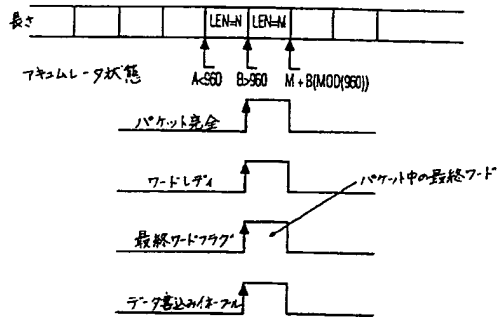 長さ
LEN=N LEN=M
アキュムレータ状態
A<960 B>960 M+B(MOD(960))
パケット完全
ワードレディ
パケット中の最終ワード
最終ワードフラグ
データ書込みイネーブル